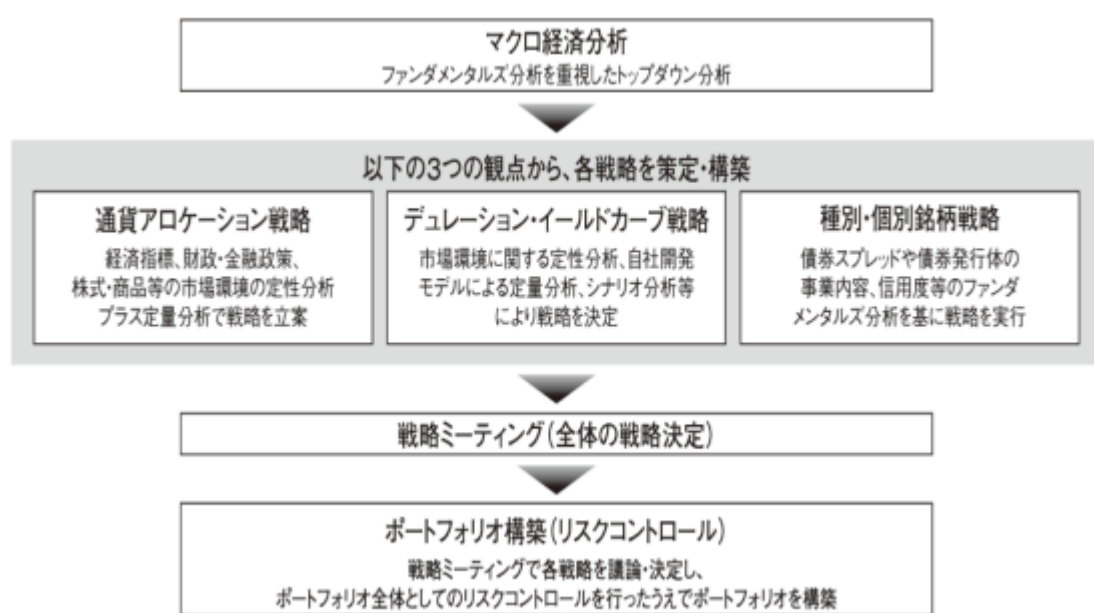 マクロ経済分析
ファンダメンタルズ分析を重視したトップダウン分析
以下の3つの観点から、各戦略を策定・構築
通貨アロケーション戦略
経済指標、財政・金融政策、
株式・商品等の市場環境の定性分析
プラス定量分析で戦略を立案
デュレーション・イールドカーブ戦略
市場環境に関する定性分析、自社開発
モデルによる定量分析、シナリオ分析等
により戦略を決定
種別・個別銘柄戦略
債券スプレッドや債券発行体の
事業内容、信用度等のファンダ
メンタルズ分析を基に戦略を実行
戦略ミーティング(全体の戦略決定)
ポートフォリオ構築(リスクコントロール)
戦略ミーティングで各戦略を議論・決定し、
ポートフォリオ全体としてのリスクコントロールを行ったうえでポートフォリオを構築